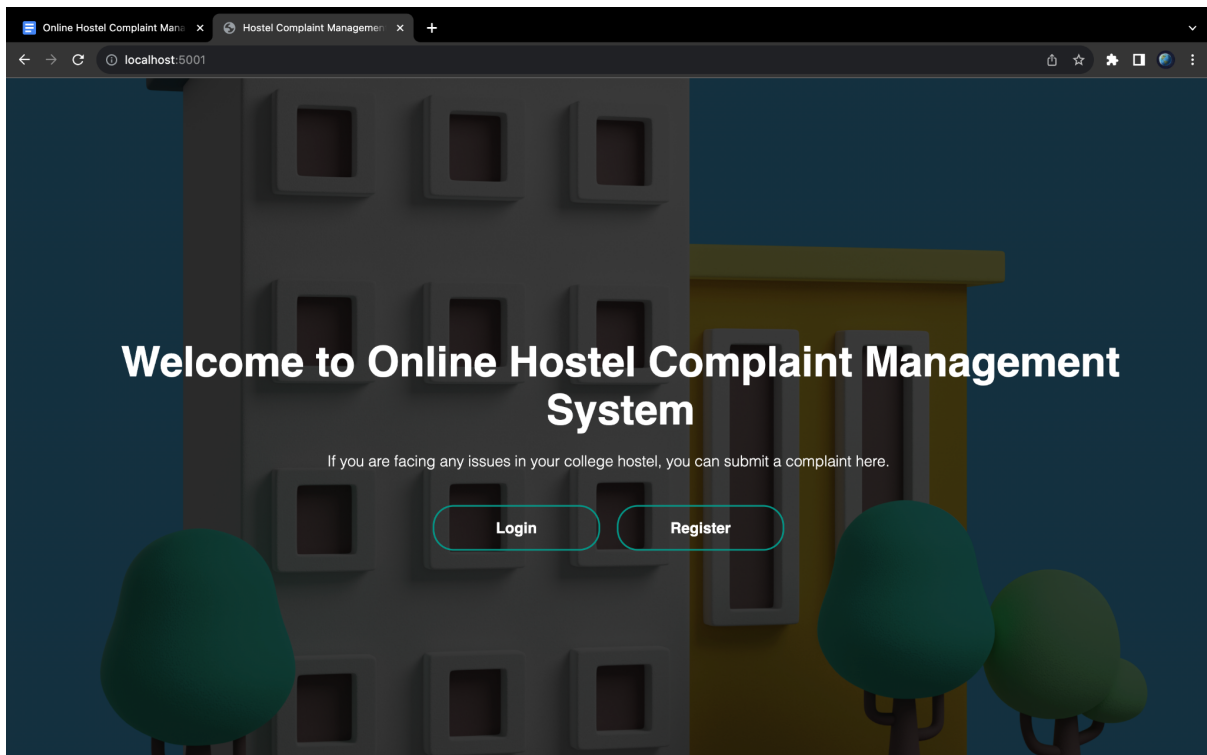 Online Hostel Complaint Mana
Hostel Complaint Managemen
localhost:5001
Welcome to Online Hostel Complaint Management
System
If you are facing any issues in your college hostel, you can submit a complaint here.
Login Register